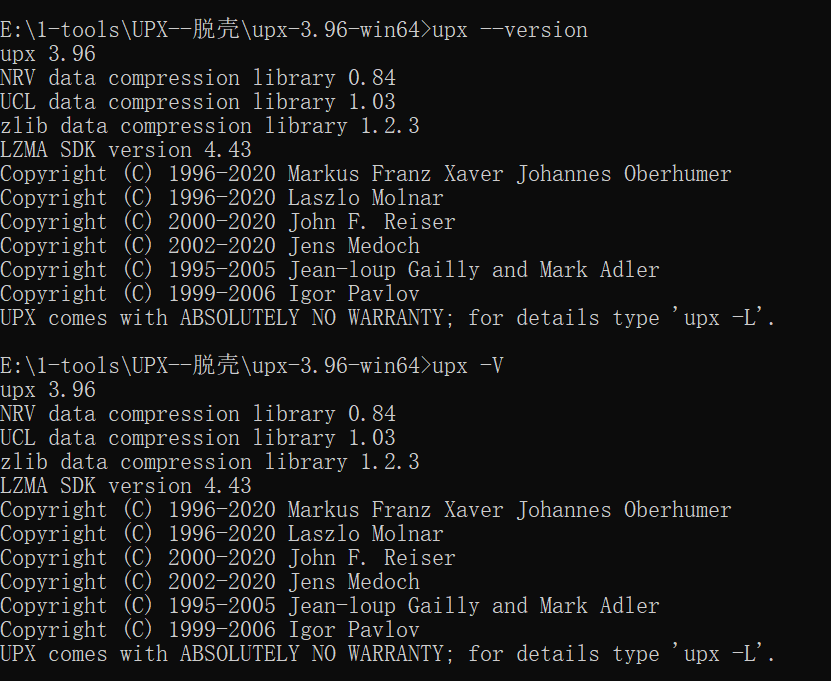 E:\1-tools\UPX--脱壳\upx-3.96-win64>upx --version
upx 3.96
NRV data compression library 0.84
UCL data compression library 1.03
zlib data compression library 1.2.3
LZMA SDK version 4.43
Copyright (C) 1996-2020 Markus Franz Xaver Johannes Oberhumer
Copyright (C) 1996-2020 Laszlo Molnar
Copyright (C) 2000-2020 John F. Reiser
Copyright (C) 2002-2020 Jens Medoch
Copyright (C) 1995-2005 Jean-loup Gailly and Mark Adler
Copyright (C) 1999-2006 Igor Pavlov
UPX comes with ABSOLUTELY NO WARRANTY; for details type 'upx -L'.
E:\1-tools\UPX--脱壳\upx-3.96-win64>upx -V
upx 3.96
NRV data compression library 0.84
UCL data compression library 1.03
zlib data compression library 1.2.3
LZMA SDK version 4.43
Copyright (C) 1996-2020 Markus Franz Xaver Johannes Oberhumer
Copyright (C) 1996-2020 Laszlo Molnar
Copyright (C) 2000-2020 John F. Reiser
Copyright (C) 2002-2020 Jens Medoch
Copyright (C) 1995-2005 Jean-loup Gailly and Mark Adler
Copyright (C) 1999-2006 Igor Pavlov
UPX comes with ABSOLUTELY NO WARRANTY; for details type 'upx -L'.